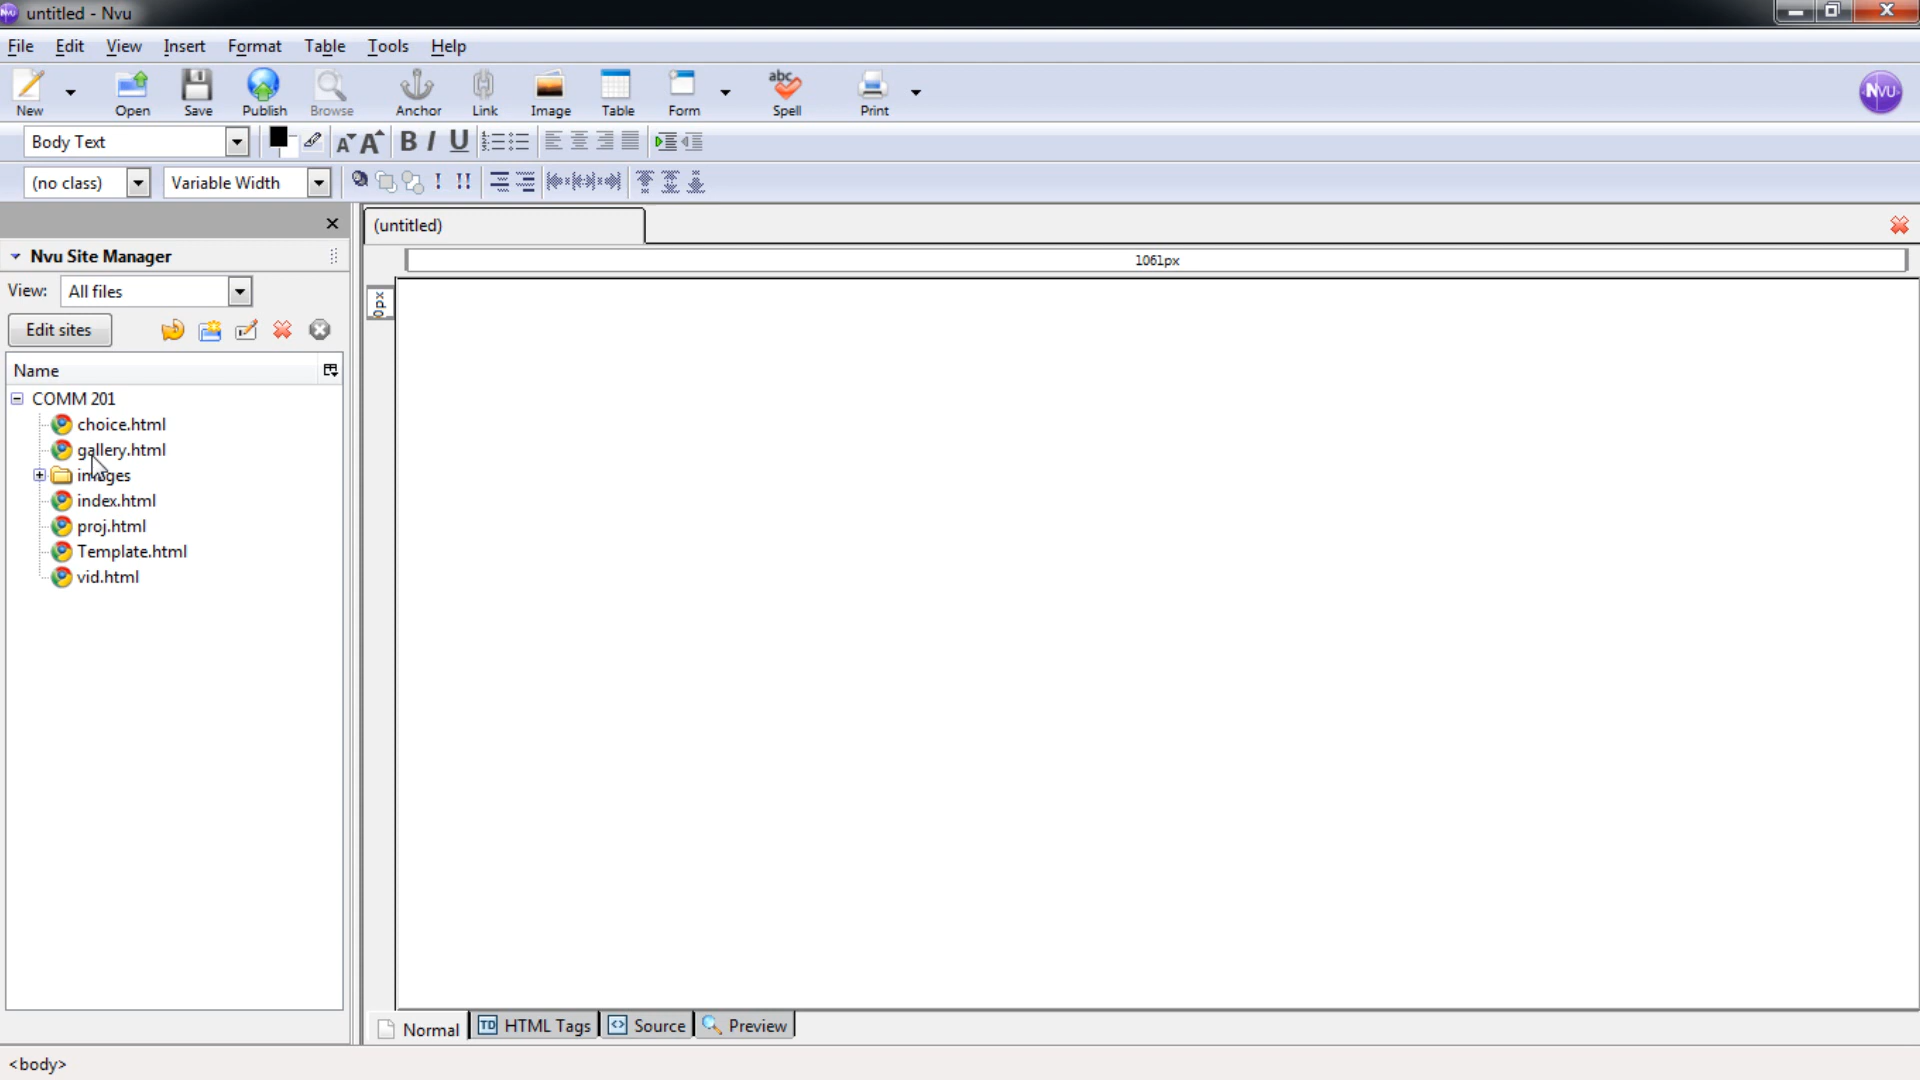 untitled - Nvu
File Edit View Insert Format Table Tools Help
New Open Save Publish Browse Anchor Link Image Table Form abc Spell Print NVU
Body Text A A B I U
(no class) Variable Width ! !!
(untitled)
1061px
Nvu Site Manager
View: All files
0px
Edit sites
Name
COMM 201
choice.html
gallery.html
images
index.html
proj.html
Template.html
vid.html
Normal TD HTML Tags Source Preview
<body>